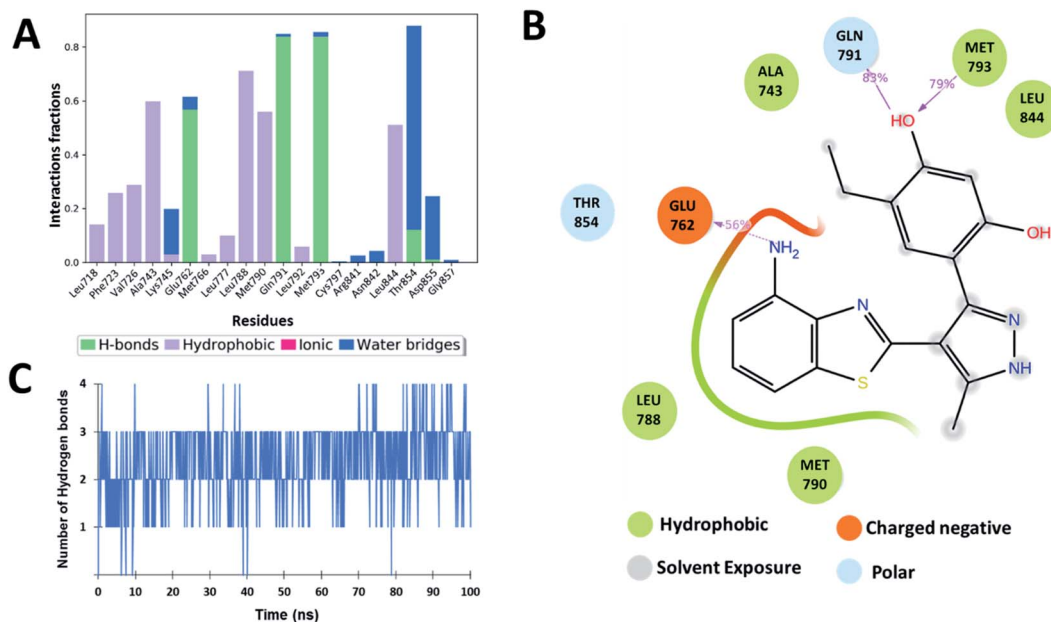 A
Interactions fractions
0.8
0.6
0.4
0.2
0.0
Leu718
Phe723
Val726
Ala743
Lys745
Glu762
Met766
Leu777
Leu788
Met790
Gln791
Leu792
Met793
Cys797
Arg841
Asn842
Leu844
Thr854
Asp855
Gly857
Residues
H-bonds Hydrophobic Ionic Water bridges
C
Number of Hydrogen bonds
4
3
2
1
0 10 20 30 40 50 60 70 80 90 100
Time (ns)
B
GLN
791
MET
793
ALA
743
LEU
844
83%
79%
HO
THR
854
GLU
762
56%
NH2
OH
N
N
NH
S
LEU
788
MET
790
Hydrophobic
Charged negative
Solvent Exposure
Polar